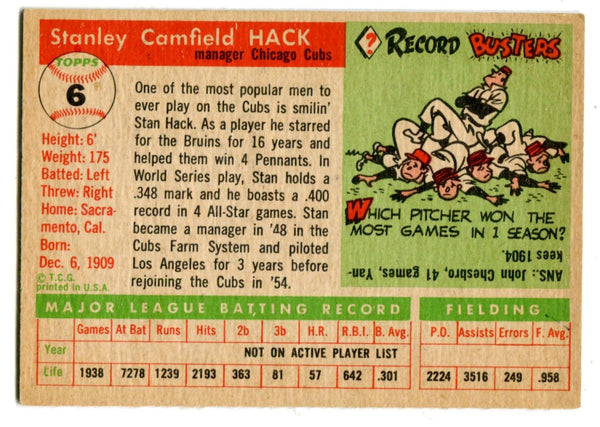 Stanley Camfield HACK
manager Chicago Cubs
TOPPS
6
Height: 6'
Weight: 175
Batted: Left
Threw: Right
Home: Sacra-
mento, Cal.
Born:
Dec. 6, 1909
© T.C.G.
printed in U.S.A.
One of the most popular men to
ever play on the Cubs is smilin'
Stan Hack. As a player he starred
for the Bruins for 16 years and
helped them win 4 Pennants. In
World Series play, Stan holds a
.348 mark and he boasts a .400
record in 4 All-Star games. Stan
became a manager in '48 in the
Cubs Farm System and piloted
Los Angeles for 3 years before
rejoining the Cubs in '54.
? RECORD BUSTERS
WHICH PITCHER WON THE
MOST GAMES IN 1 SEASON?
ANS.: John Chesbro, 41 games, Yan-
kees 1904.
MAJOR LEAGUE BATTING RECORD FIELDING
Games At Bat Runs Hits 2b 3b H.R. R.B.I. B. Avg. P.O. Assists Errors F. Avg.
Year NOT ON ACTIVE PLAYER LIST
Life 1938 7278 1239 2193 363 81 57 642 .301 2224 3516 249 .958